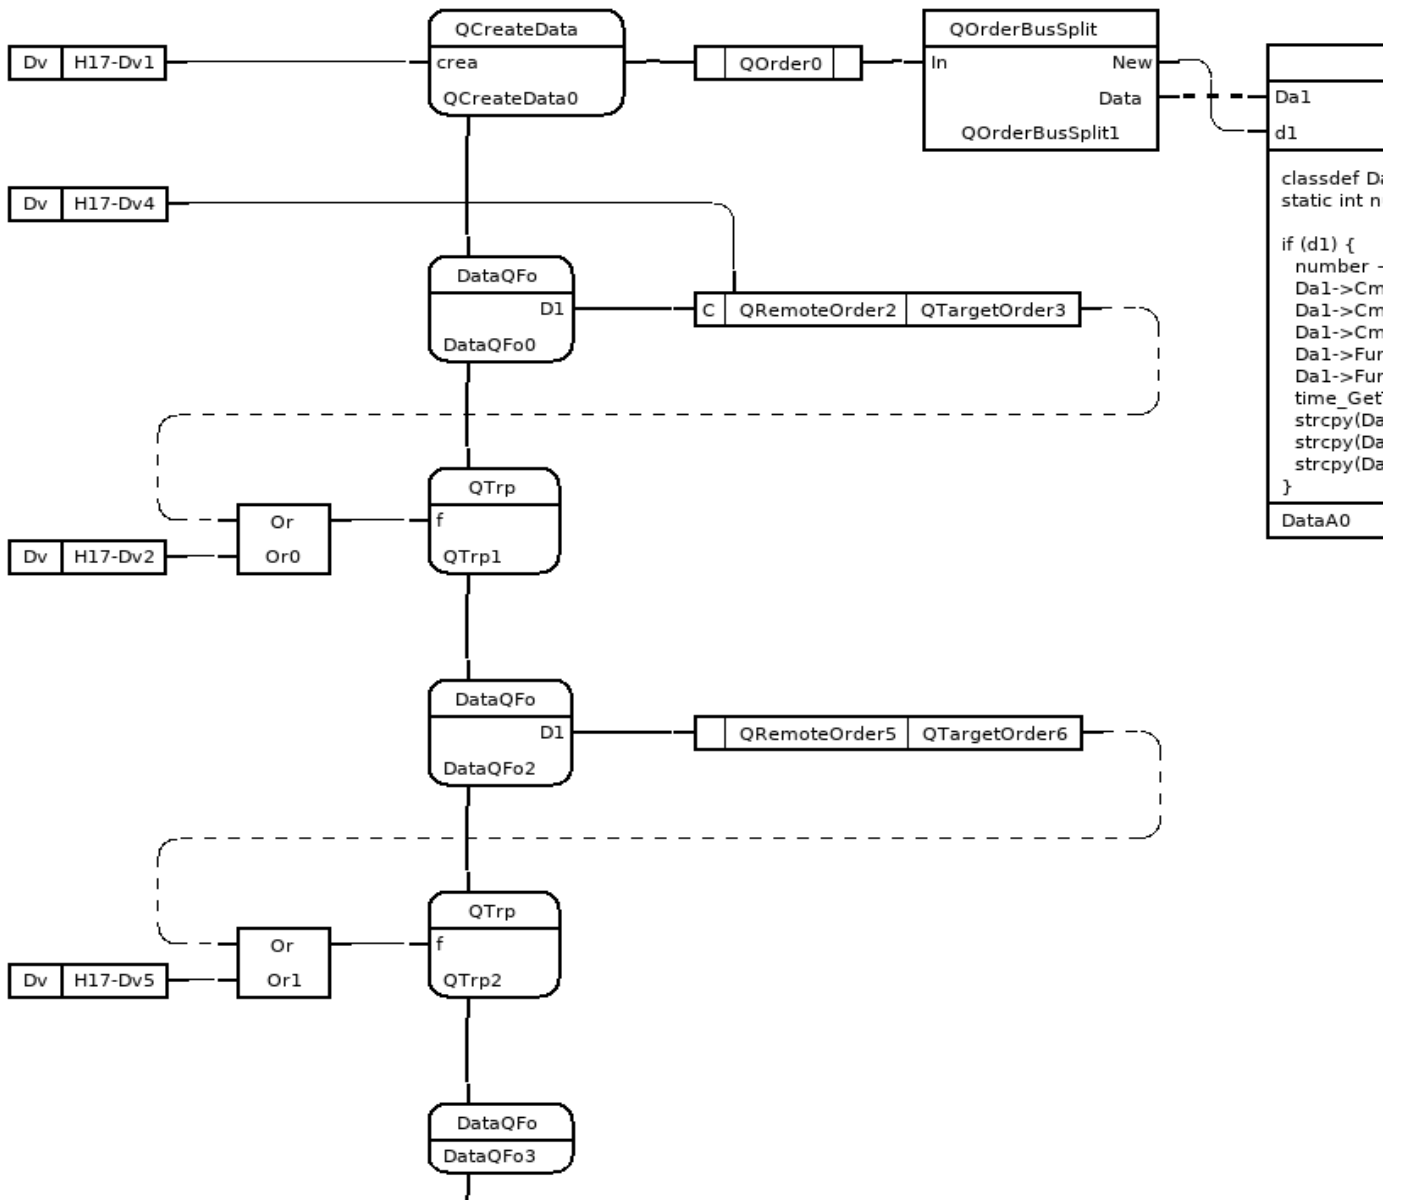 QCreateData
QOrderBusSplit
Dv H17-Dv1
crea
QOrder0
In
New
QCreateData0
Data
QOrderBusSplit1
Da1
d1
classdef Da
static int n
if (d1) {
number -
Da1->Cm
Da1->Cm
Da1->Cm
Da1->Fur
Da1->Fur
time_GetT
strcpy(Da
strcpy(Da
strcpy(Da
}
DataA0
Dv H17-Dv4
DataQFo
D1
DataQFo0
C QRemoteOrder2 QTargetOrder3
QTrp
f
QTrp1
Or
Or0
Dv H17-Dv2
DataQFo
D1
DataQFo2
QRemoteOrder5 QTargetOrder6
QTrp
f
QTrp2
Or
Or1
Dv H17-Dv5
DataQFo
DataQFo3